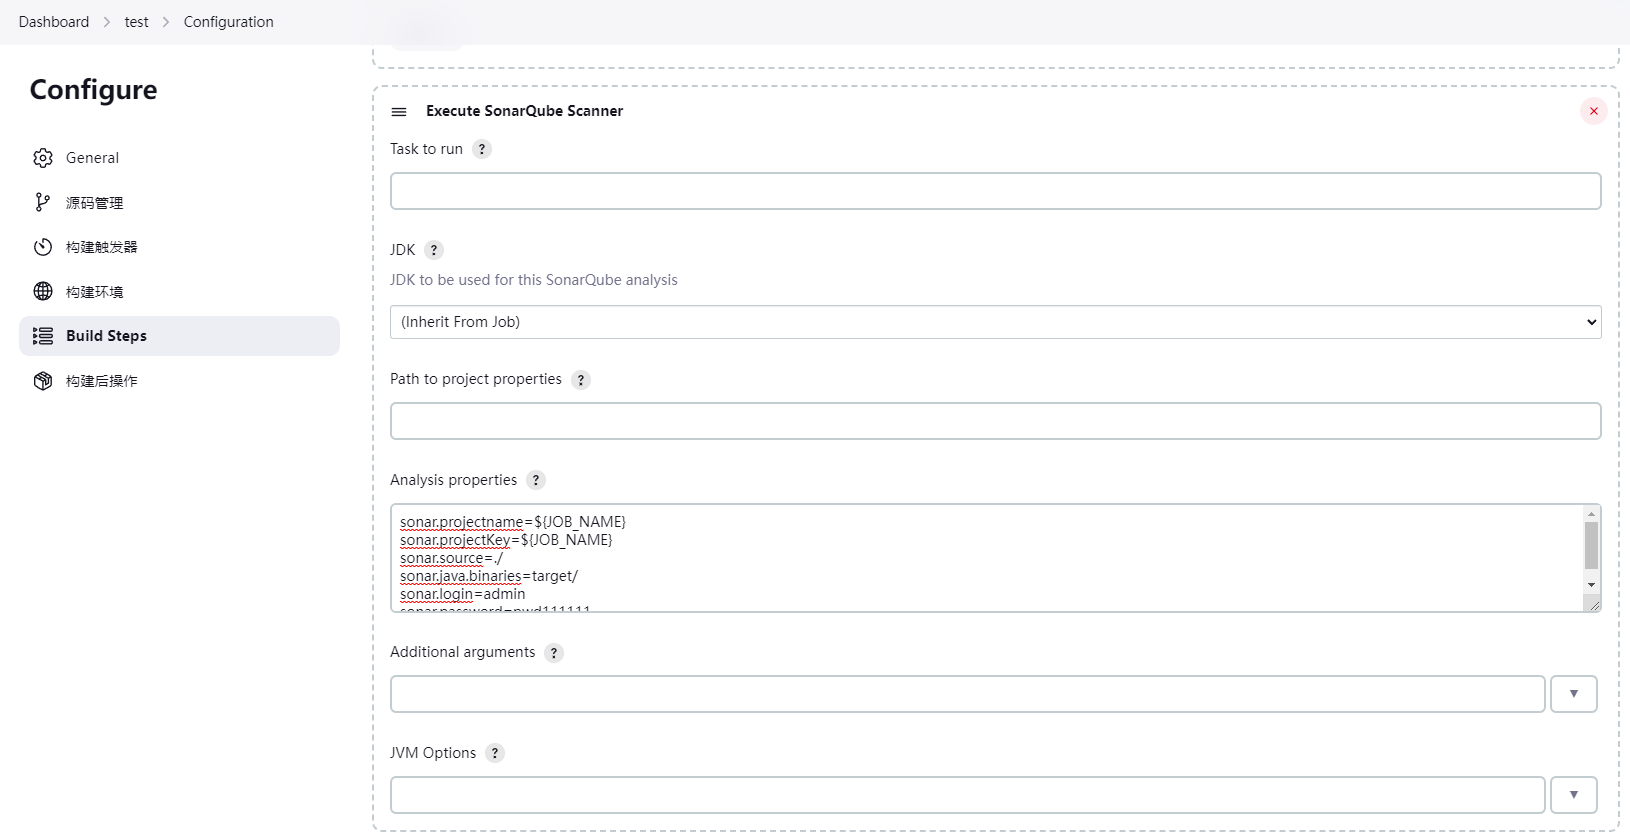 Dashboard > test > Configuration
Configure
General
源码管理
构建触发器
构建环境
Build Steps
构建后操作
Execute SonarQube Scanner
Task to run ?
JDK ?
JDK to be used for this SonarQube analysis
(Inherit From Job)
Path to project properties ?
Analysis properties ?
sonar.projectname=${JOB_NAME}
sonar.projectKey=${JOB_NAME}
sonar.source=./
sonar.java.binaries=target/
sonar.login=admin
sonar.password=pwd111111
Additional arguments ?
JVM Options ?